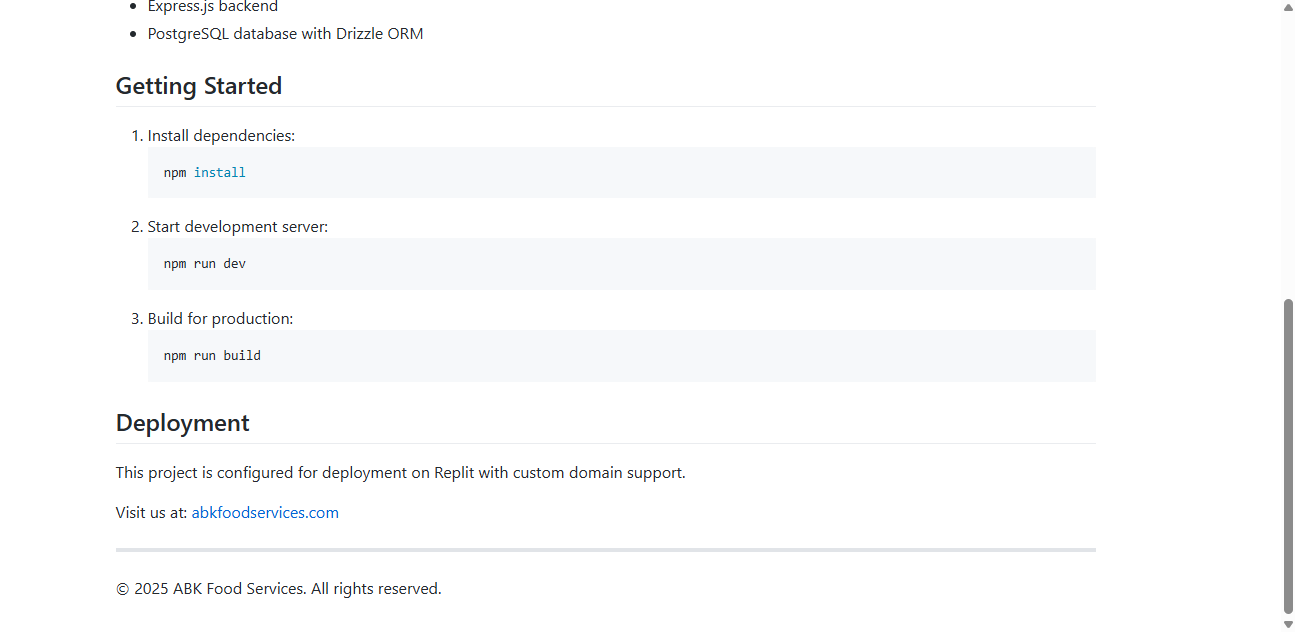 Express.js backend
PostgreSQL database with Drizzle ORM
Getting Started
1. Install dependencies:
npm install
2. Start development server:
npm run dev
3. Build for production:
npm run build
Deployment
This project is configured for deployment on Replit with custom domain support.
Visit us at: abkfoodservices.com
© 2025 ABK Food Services. All rights reserved.